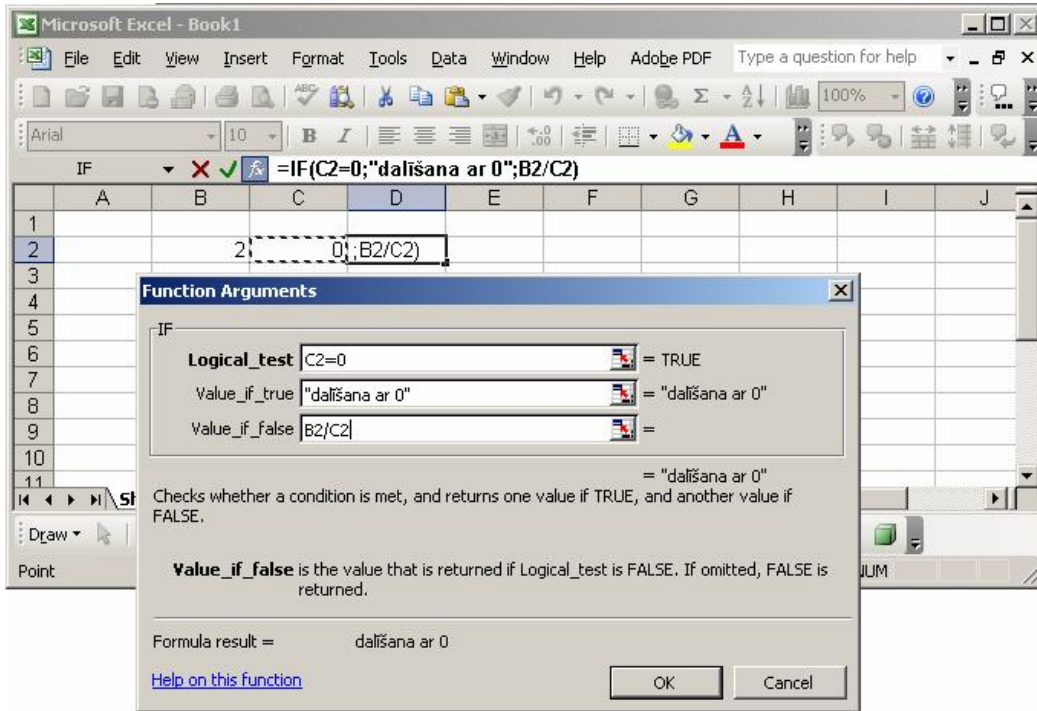 Microsoft Excel - Book1
File Edit View Insert Format Tools Data Window Help Adobe PDF Type a question for help
ABC Σ 100%
Arial 10 B I A
IF =IF(C2=0;"dalīšana ar 0";B2/C2)
A B C D E F G H I J
1
2 2 0 ;B2/C2)
3
Function Arguments
4
5 IF
6 Logical_test C2=0 = TRUE
7 Value_if_true "dalīšana ar 0" = "dalīšana ar 0"
8
9 Value_if_false B2/C2 =
10
11 = "dalīšana ar 0"
Checks whether a condition is met, and returns one value if TRUE, and another value if
FALSE.
Draw
Point Value_if_false is the value that is returned if Logical_test is FALSE. If omitted, FALSE is
returned.
Formula result = dalīšana ar 0
Help on this function OK Cancel